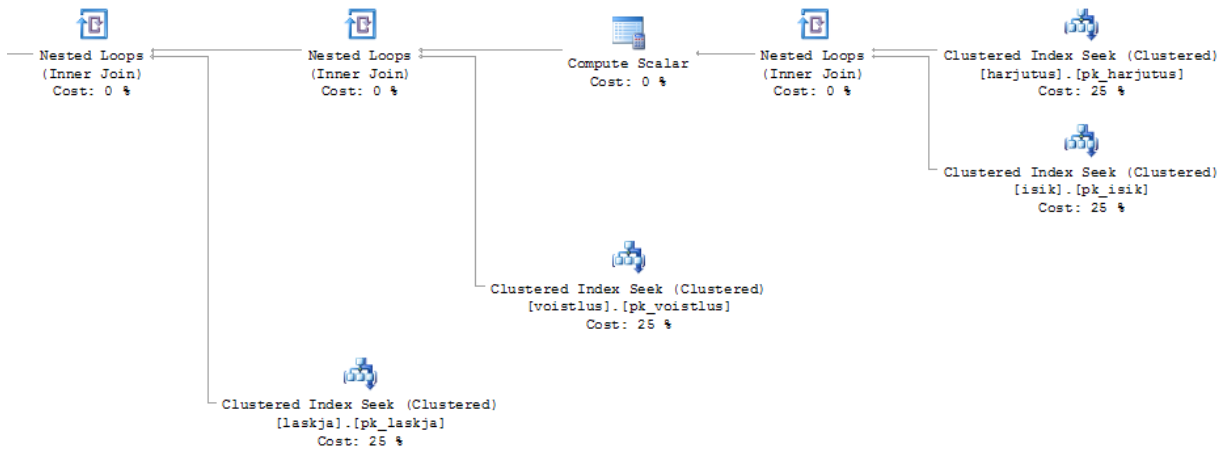 Nested Loops
(Inner Join)
Cost: 0 %
Nested Loops
(Inner Join)
Cost: 0 %
Compute Scalar
Cost: 0 %
Nested Loops
(Inner Join)
Cost: 0 %
Clustered Index Seek (Clustered)
[harjutus].[pk_harjutus]
Cost: 25 %
Clustered Index Seek (Clustered)
[isik].[pk_isik]
Cost: 25 %
Clustered Index Seek (Clustered)
[voistlus].[pk_voistlus]
Cost: 25 %
Clustered Index Seek (Clustered)
[laskja].[pk_laskja]
Cost: 25 %